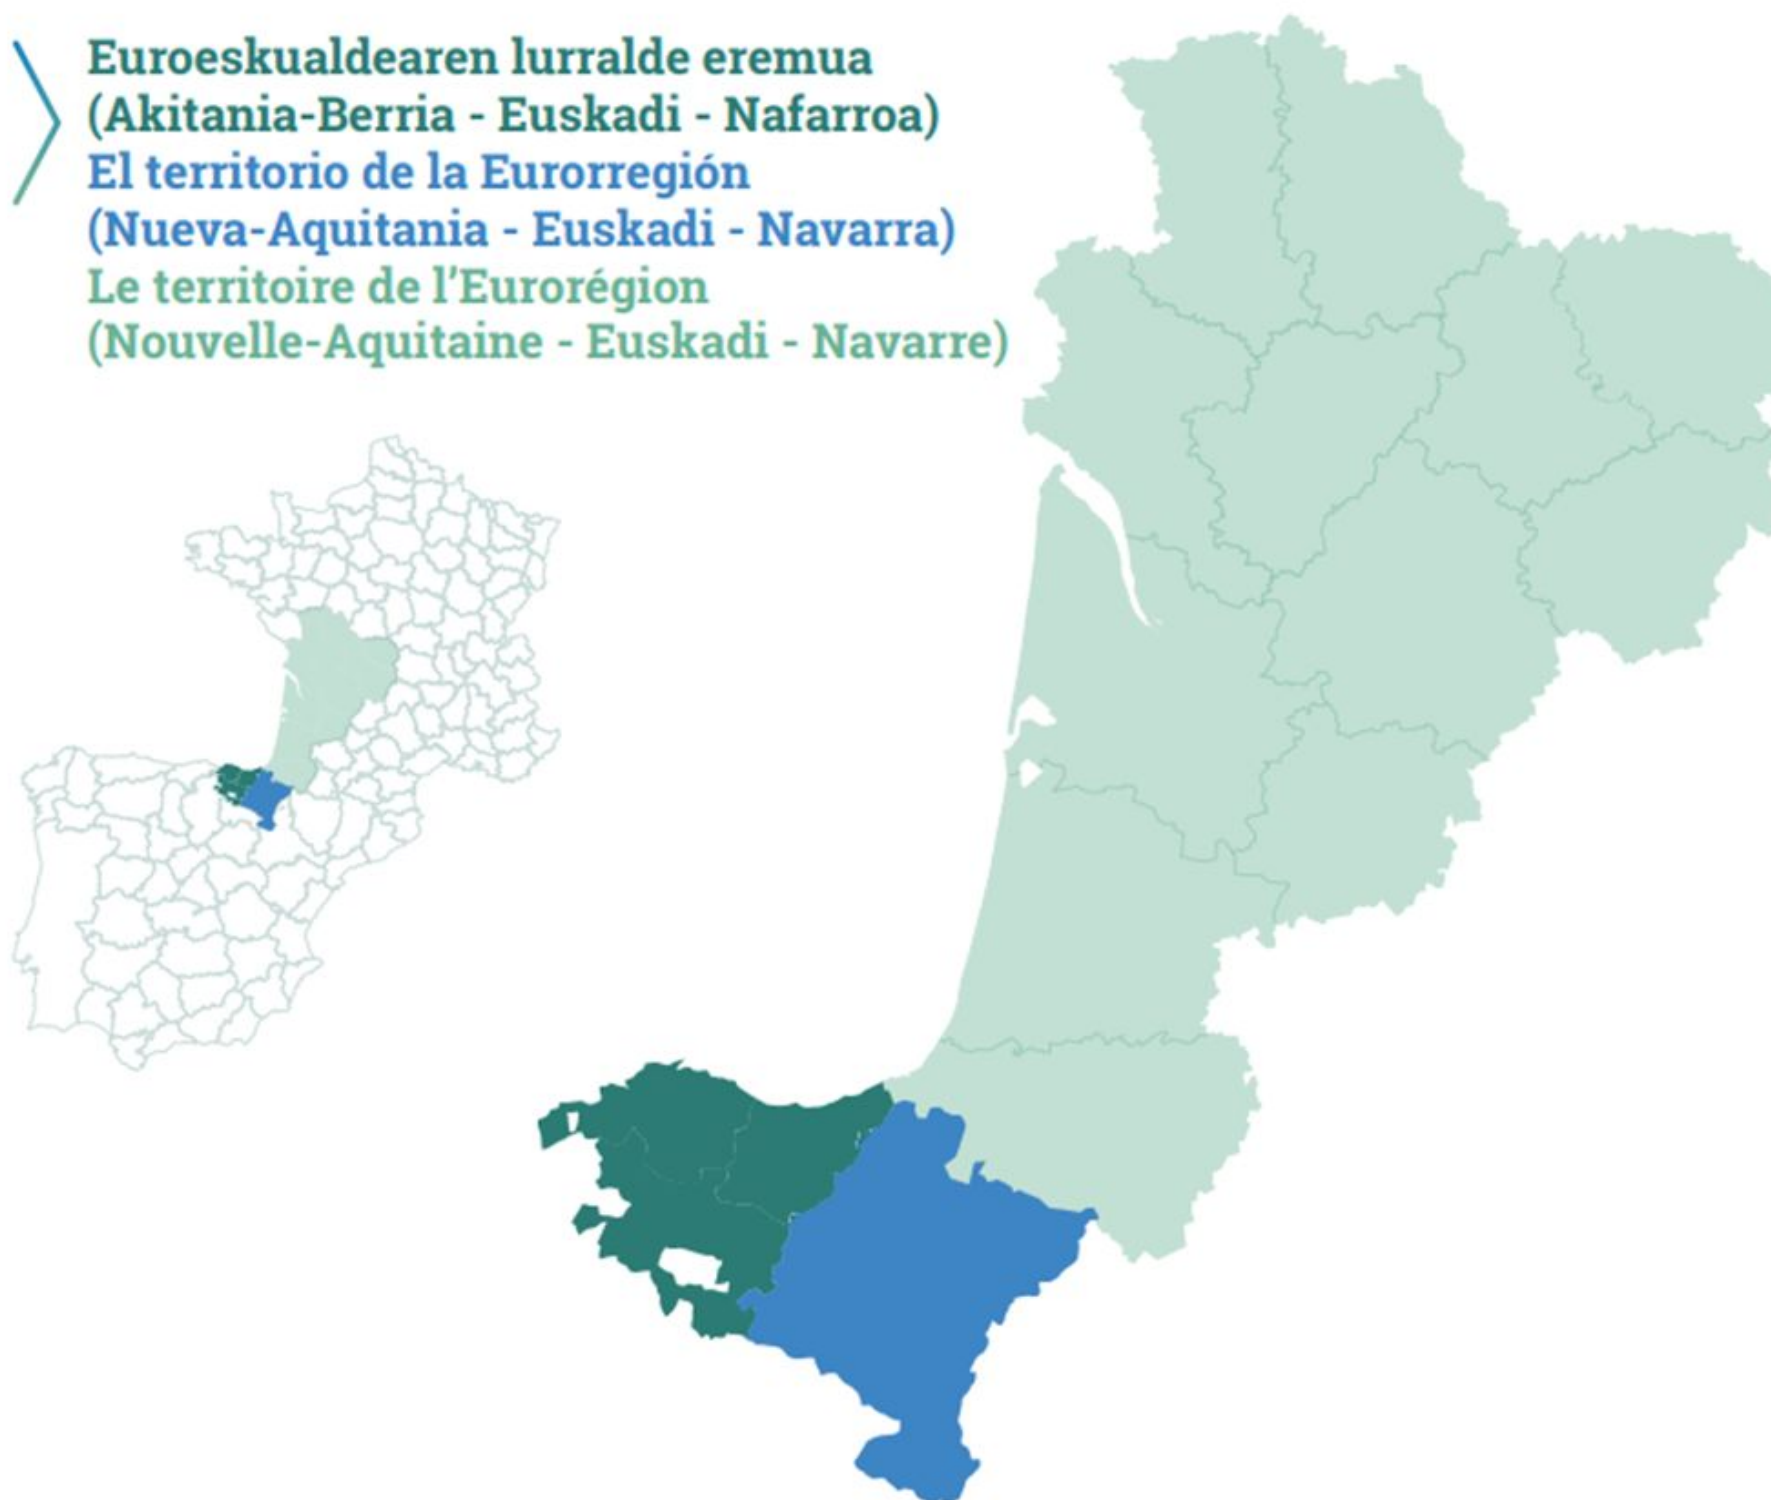 Euroeskualdearen lurralde eremua
(Akitania-Berria - Euskadi - Nafarroa)
El territorio de la Eurorregión
(Nueva-Aquitania - Euskadi - Navarra)
Le territoire de l'Eurorégion
(Nouvelle-Aquitaine - Euskadi - Navarre)